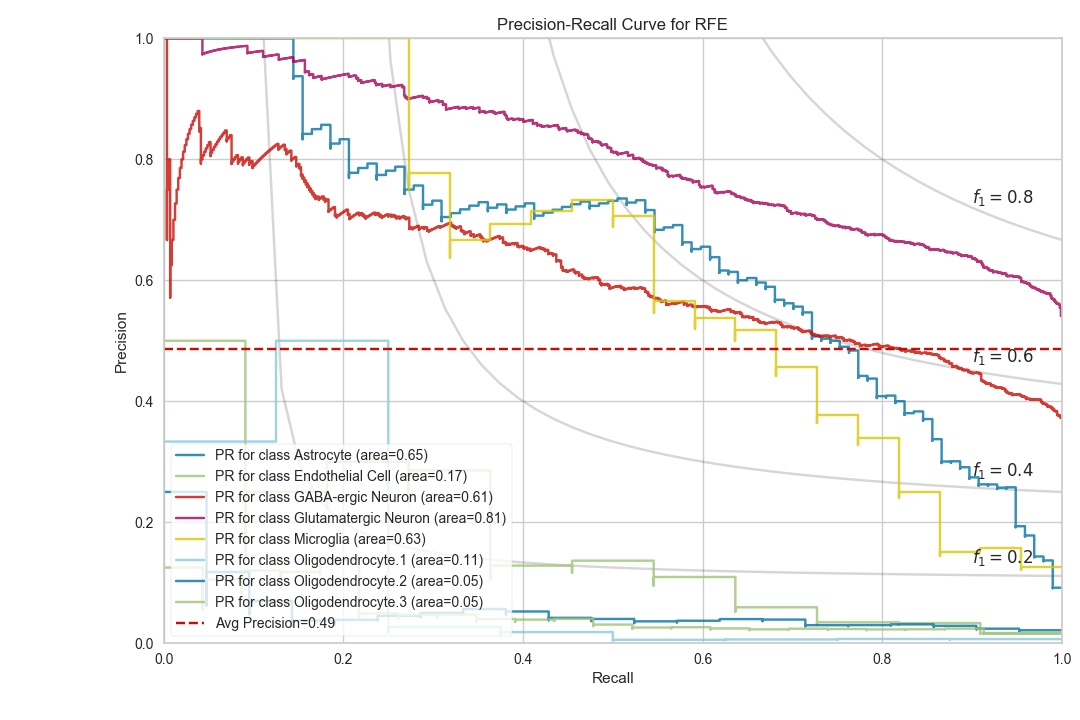 Precision-Recall Curve for RFE
1.0
0.8
0.6
0.4
0.2
0.0
Precision
f1 = 0.8
f1 = 0.6
f1 = 0.4
f1 = 0.2
PR for class Astrocyte (area=0.65)
PR for class Endothelial Cell (area=0.17)
PR for class GABA-ergic Neuron (area=0.61)
PR for class Glutamatergic Neuron (area=0.81)
PR for class Microglia (area=0.63)
PR for class Oligodendrocyte.1 (area=0.11)
PR for class Oligodendrocyte.2 (area=0.05)
PR for class Oligodendrocyte.3 (area=0.05)
Avg Precision=0.49
0.0 0.2 0.4 0.6 0.8 1.0
Recall